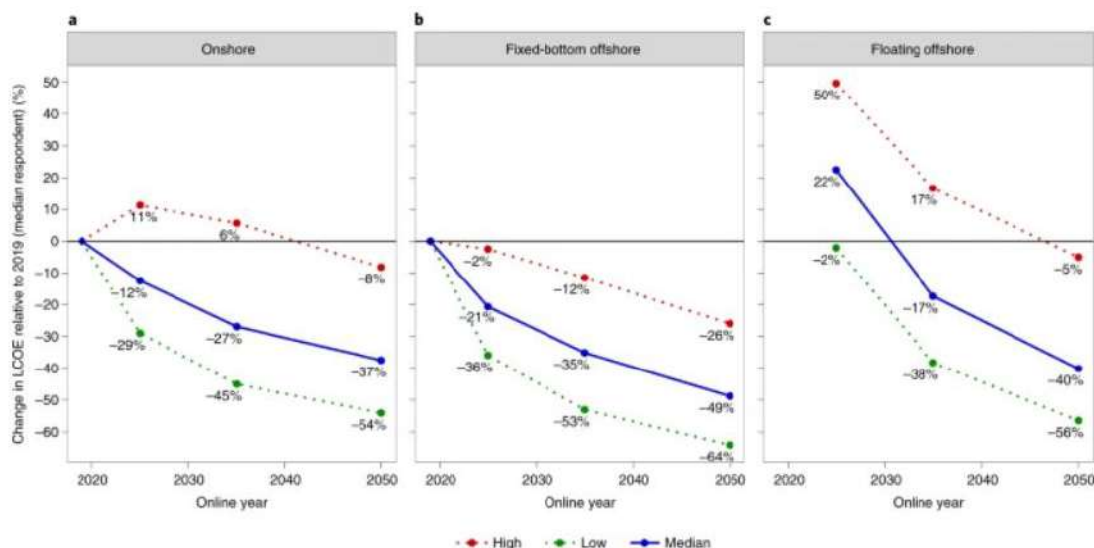 a
b
c
Onshore
Fixed-bottom offshore
Floating offshore
Change in LCOE relative to 2019 (median respondent) (%)
50
40
30
20
10
0
−10
−20
−30
−40
−50
−60
11%
6%
−8%
−12%
−27%
−37%
−29%
−45%
−54%
−2%
−12%
−26%
−21%
−35%
−49%
−36%
−53%
−64%
50%
17%
−5%
22%
−17%
−40%
−2%
−38%
−56%
2020 2030 2040 2050
2020 2030 2040 2050
2020 2030 2040 2050
Online year
Online year
Online year
High Low Median